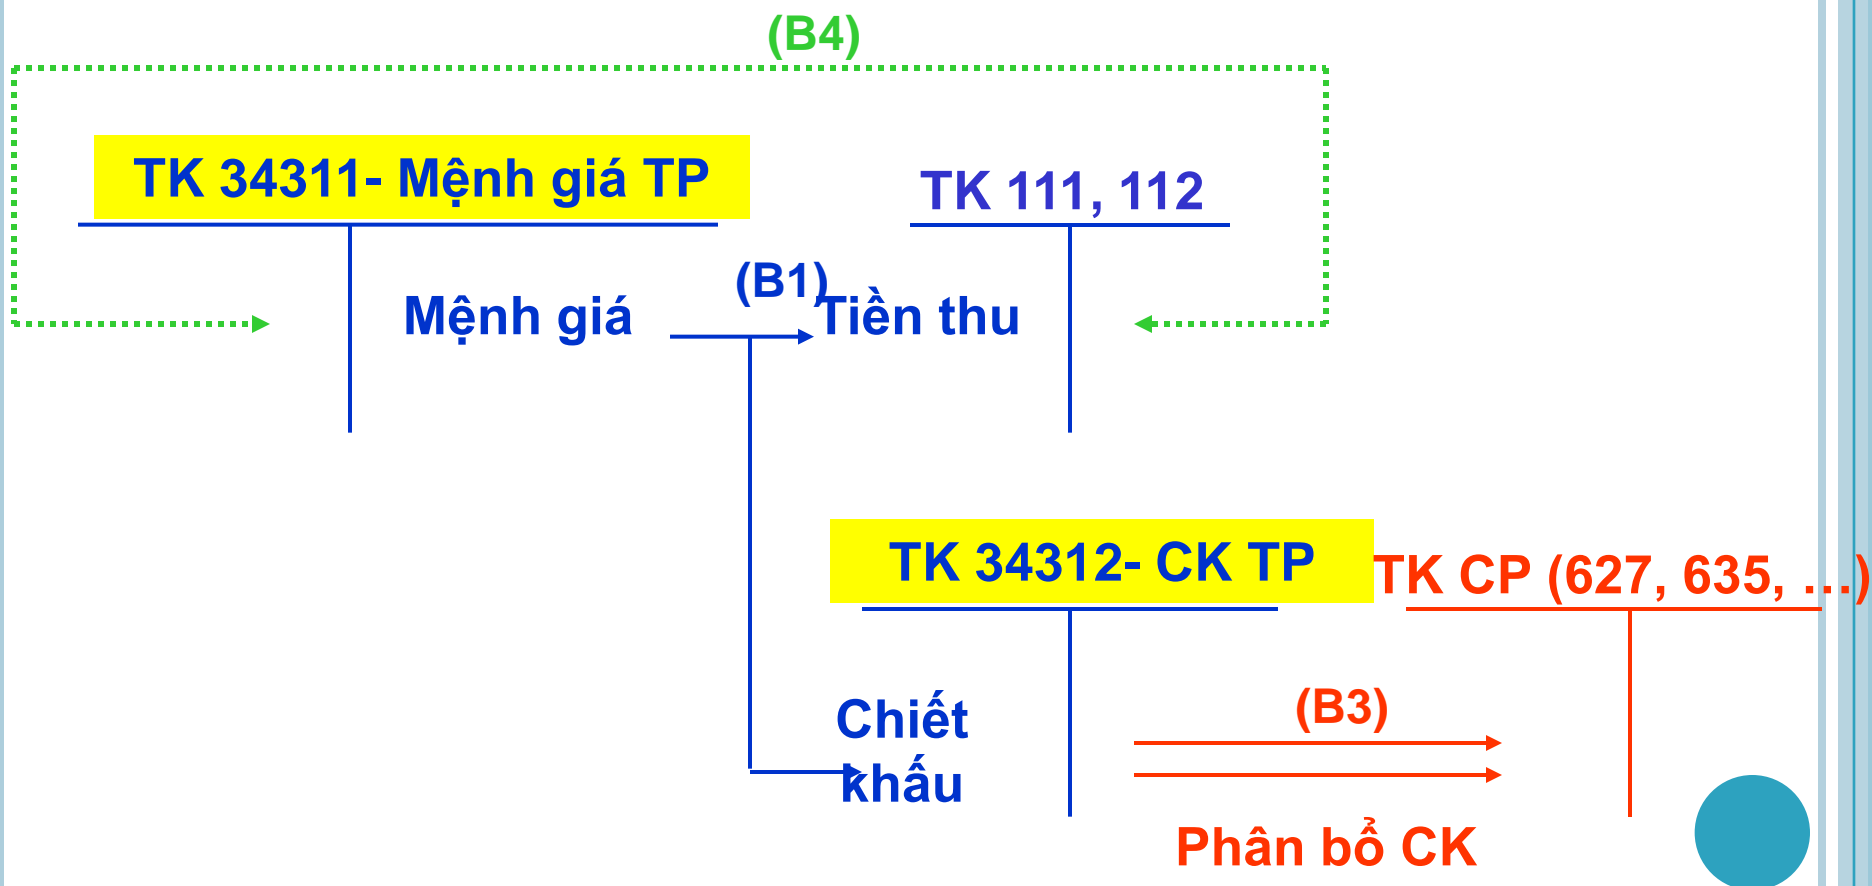 (B4)
TK 34311- Mệnh giá TP
TK 111, 112
(B1)
Mệnh giá
Tiền thu
TK 34312- CK TP
TK CP (627, 635, …)
Chiết
khấu
(B3)
Phân bổ CK